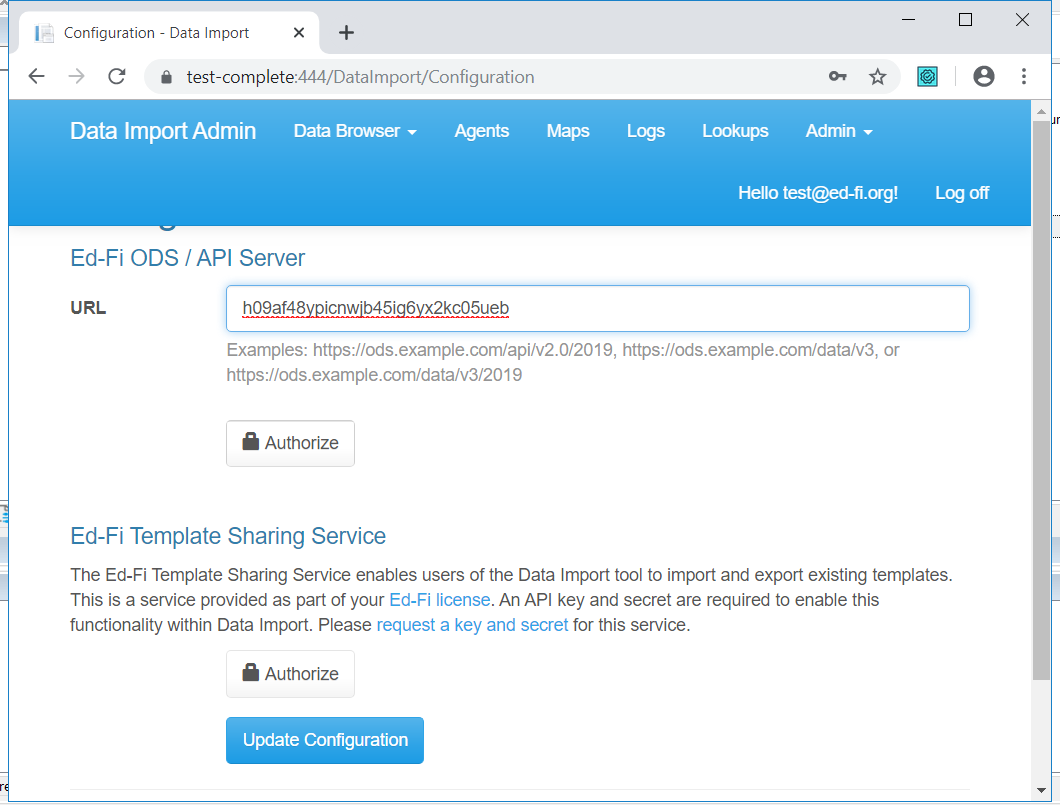 Configuration - Data Import
test-complete:444/DataImport/Configuration
Data Import Admin Data Browser Agents Maps Logs Lookups Admin
Hello test@ed-fi.org! Log off
Ed-Fi ODS / API Server
URL h09af48ypicnwjb45ig6yx2kc05ueb
Examples: https://ods.example.com/api/v2.0/2019, https://ods.example.com/data/v3, or
https://ods.example.com/data/v3/2019
Authorize
Ed-Fi Template Sharing Service
The Ed-Fi Template Sharing Service enables users of the Data Import tool to import and export existing templates.
This is a service provided as part of your Ed-Fi license. An API key and secret are required to enable this
functionality within Data Import. Please request a key and secret for this service.
Authorize
Update Configuration